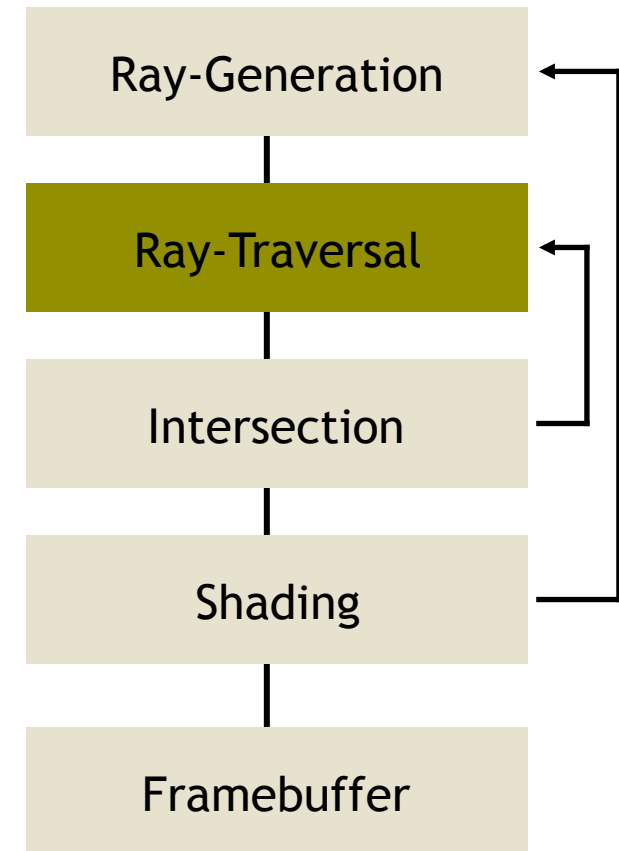 Ray-Generation
Ray-Traversal
Intersection
Shading
Framebuffer